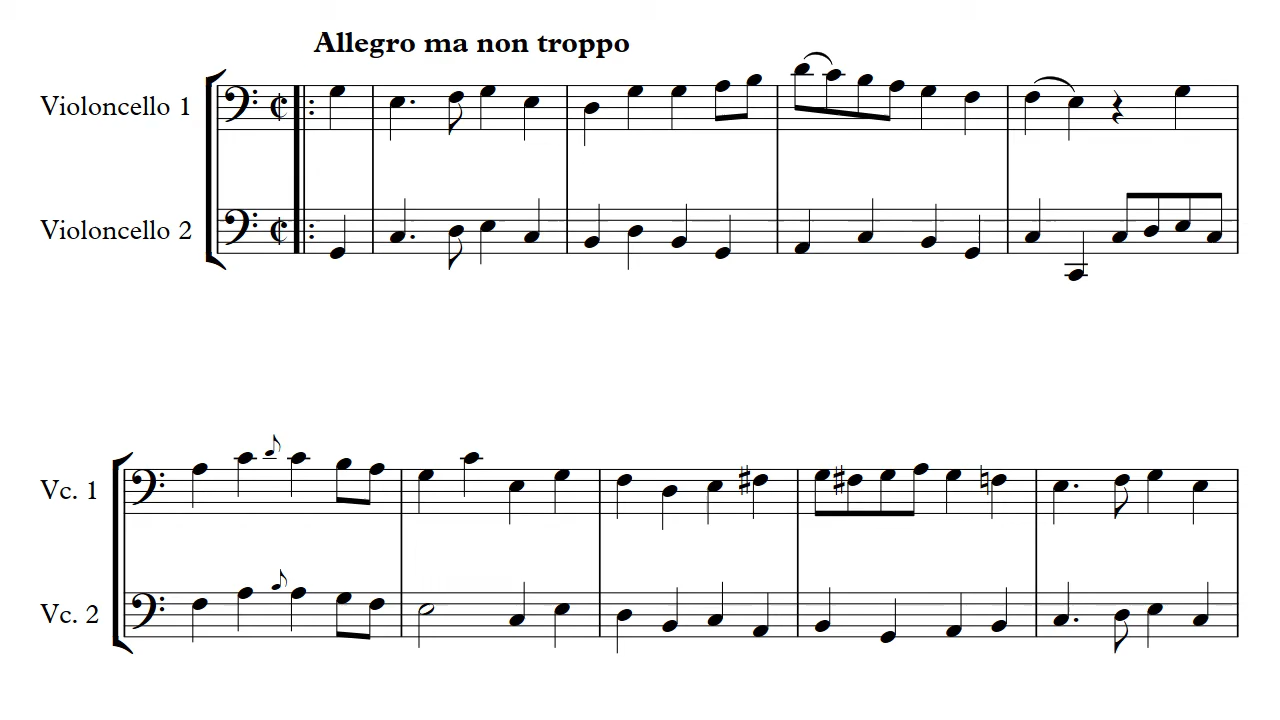 Allegro ma non troppo
Violoncello 1
Violoncello 2
Vc. 1
Vc. 2